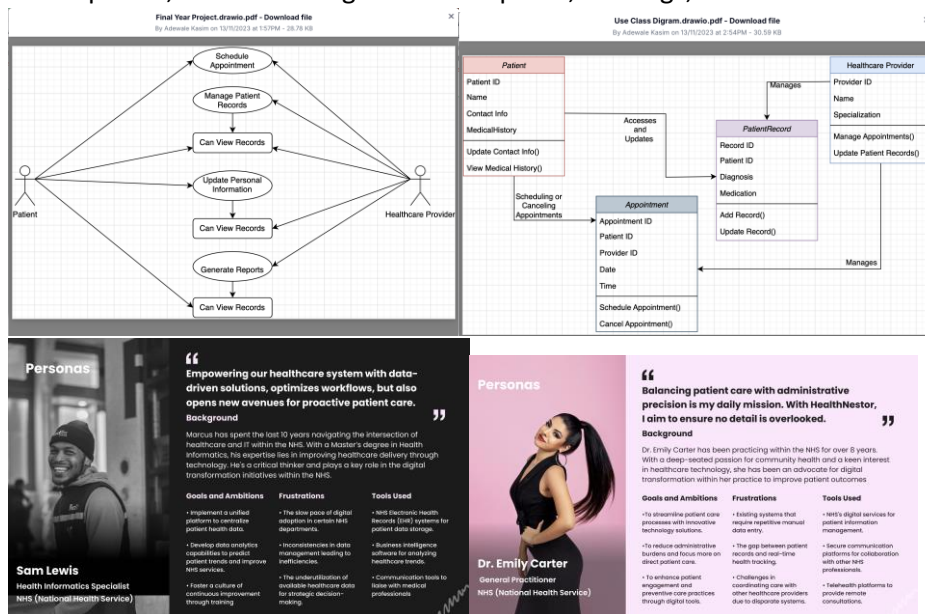 Final Year Project.drawio.pdf - Download file
By Adewale Kasim on 13/11/2023 at 1:57PM - 28.78 KB
Schedule
Appointment
Manage Patient
Records
Can View Records
Update Personal
Information
Patient
Healthcare Provider
Can View Records
Generate Reports
Can View Records
Use Class Digram.drawio.pdf - Download file
By Adewale Kasim on 13/11/2023 at 2:54PM - 30.59 KB
Patient
Patient ID
Name
Contact Info
MedicalHistory
Update Contact Info()
View Medical History()
Healthcare Provider
Provider ID
Name
Specialization
Manage Appointments()
Update Patient Records()
Manages
Accesses
and
Updates
PatientRecord
Record ID
Patient ID
Diagnosis
Medication
Add Record()
Update Record()
Scheduling or
Canceling
Appointments
Appointment
Appointment ID
Patient ID
Provider ID
Date
Time
Schedule Appointment()
Cancel Appointment()
Manages
Personas
Empowering our healthcare system with data-
driven solutions, optimizes workflows, but also
opens new avenues for proactive patient care.
Background
Marcus has spent the last 10 years navigating the intersection of
healthcare and IT within the NHS. With a Master's degree in Health
Informatics, his expertise lies in improving healthcare delivery through
technology. He's a critical thinker and plays a key role in the digital
transformation initiatives within the NHS.
Goals and Ambitions
• Implement a unified
platform to centralize
patient health data.
• Develop data analytics
capabilities to predict
patient trends and improve
NHS services.
• Foster a culture of
continuous improvement
through training
Frustrations
• The slow pace of digital
adoption in certain NHS
departments.
• Inconsistencies in data
management leading to
inefficiencies.
• The underutilization of
available healthcare data
for strategic decision-
making.
Tools Used
• NHS Electronic Health
Records (EHR) systems for
patient data storage.
• Business intelligence
software for analyzing
healthcare trends.
• Communication tools to
liaise with medical
professionals
Sam Lewis
Health Informatics Specialist
NHS (National Health Service)
Personas
Balancing patient care with administrative
precision is my daily mission. With HealthNestor,
I aim to ensure no detail is overlooked.
Background
Dr. Emily Carter has been practicing within the NHS for over 8 years.
With a deep-seated passion for community health and a keen interest
in healthcare technology, she has been an advocate for digital
transformation within her practice to improve patient outcomes
Goals and Ambitions
•To streamline patient care
processes with innovative
technology solutions.
•To reduce administrative
burdens and focus more on
direct patient care.
• To enhance patient
engagement and
preventive care practices
through digital tools.
Frustrations
• Existing systems that
require repetitive manual
data entry.
• The gap between patient
records and real-time
health tracking.
• Challenges in
coordinating care with
other healthcare providers
due to disparate systems.
Tools Used
• NHS's digital services for
patient information
management.
• Secure communication
platforms for collaboration
with other NHS
professionals.
• Telehealth platforms to
provide remote
consultations.
Dr. Emily Carter
General Practitioner
NHS (National Health Service)